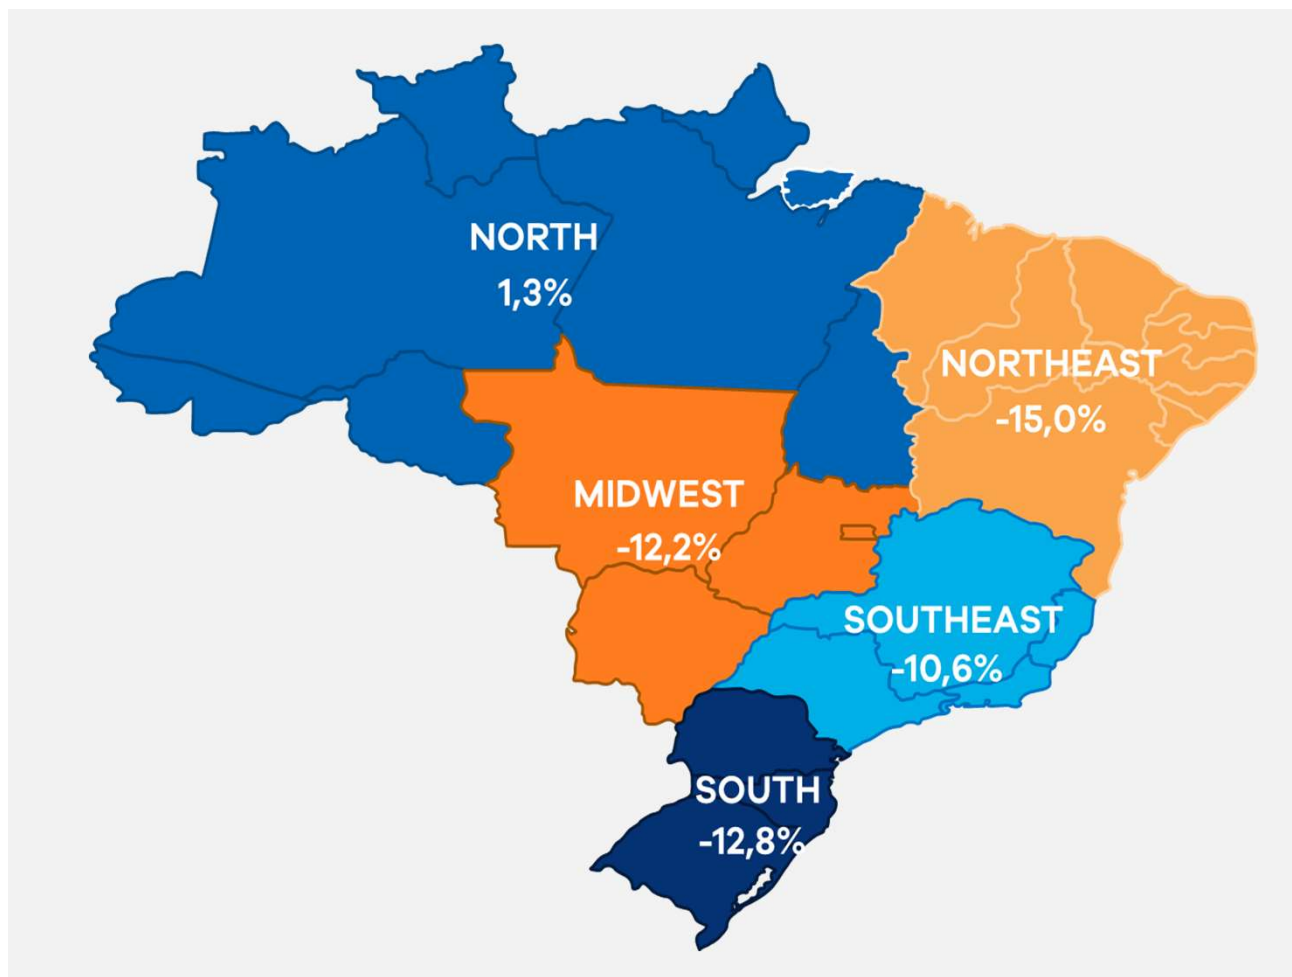 NORTH
1,3%
NORTHEAST
-15,0%
MIDWEST
-12,2%
SOUTHEAST
-10,6%
SOUTH
-12,8%